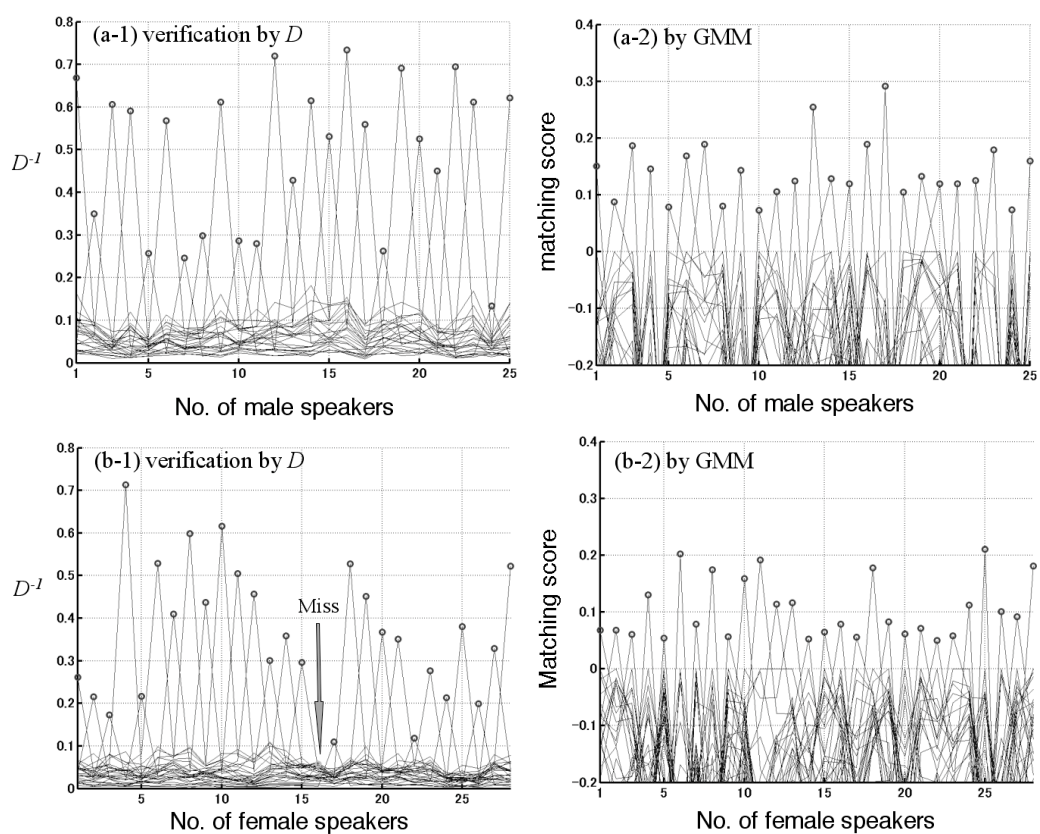 (a-1) verification by D
0.8
0.7
0.6
0.5
0.4
0.3
0.2
0.1
0
D-1
1 5 10 15 20 25
No. of male speakers
(a-2) by GMM
0.4
0.3
0.2
0.1
0
−0.1
−0.2
matching score
1 5 10 15 20 25
No. of male speakers
(b-1) verification by D
0.8
0.7
0.6
0.5
0.4
0.3
0.2
0.1
0
D-1
Miss
5 10 15 20 25
No. of female speakers
(b-2) by GMM
0.4
0.3
0.2
0.1
0
−0.1
−0.2
Matching score
1 5 10 15 20 25
No. of female speakers